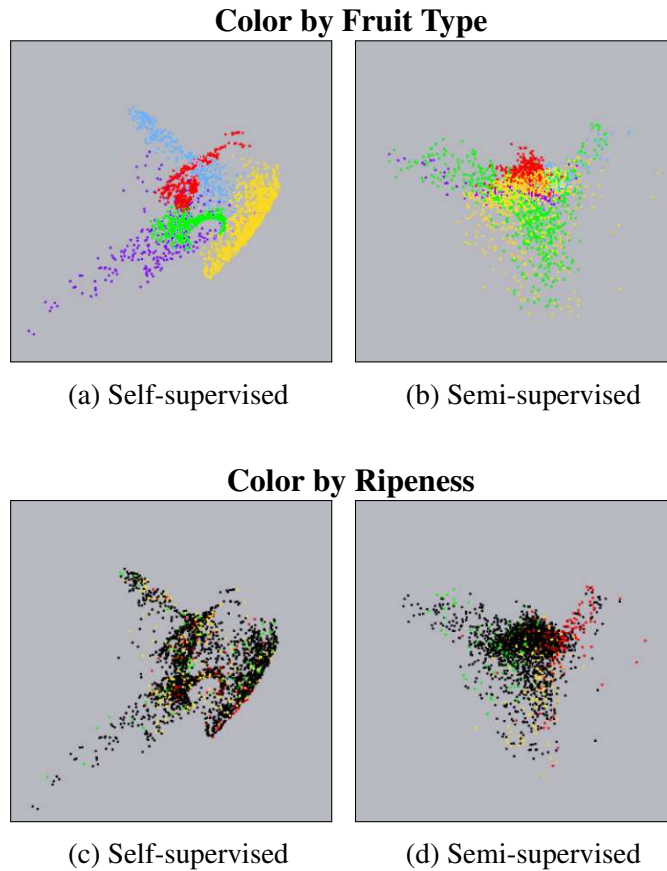 Color by Fruit Type
(a) Self-supervised
(b) Semi-supervised
Color by Ripeness
(c) Self-supervised
(d) Semi-supervised